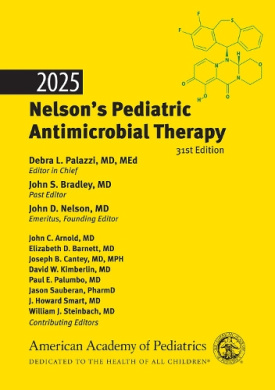 F
F
S
H
N
N
N
O
O
H
O
O
2025
Nelson's Pediatric
Antimicrobial Therapy
31st Edition
Debra L. Palazzi, MD, MEd
Editor in Chief
John S. Bradley, MD
Past Editor
John D. Nelson, MD
Emeritus, Founding Editor
John C. Arnold, MD
Elizabeth D. Barnett, MD
Joseph B. Cantey, MD, MPH
David W. Kimberlin, MD
Paul E. Palumbo, MD
Jason Sauberan, PharmD
J. Howard Smart, MD
William J. Steinbach, MD
Contributing Editors
American Academy of Pediatrics
DEDICATED TO THE HEALTH OF ALL CHILDREN®